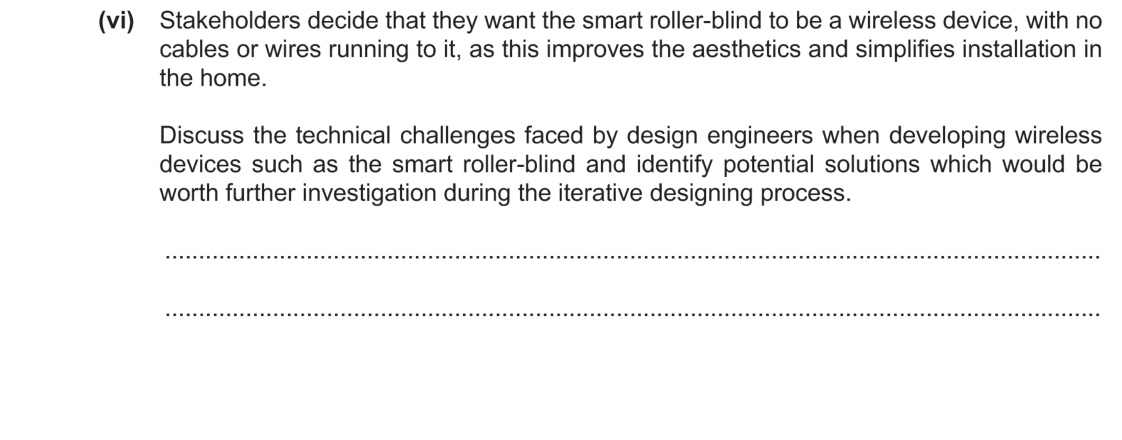 (vi) Stakeholders decide that they want the smart roller-blind to be a wireless device, with no
cables or wires running to it, as this improves the aesthetics and simplifies installation in
the home.
Discuss the technical challenges faced by design engineers when developing wireless
devices such as the smart roller-blind and identify potential solutions which would be
worth further investigation during the iterative designing process.